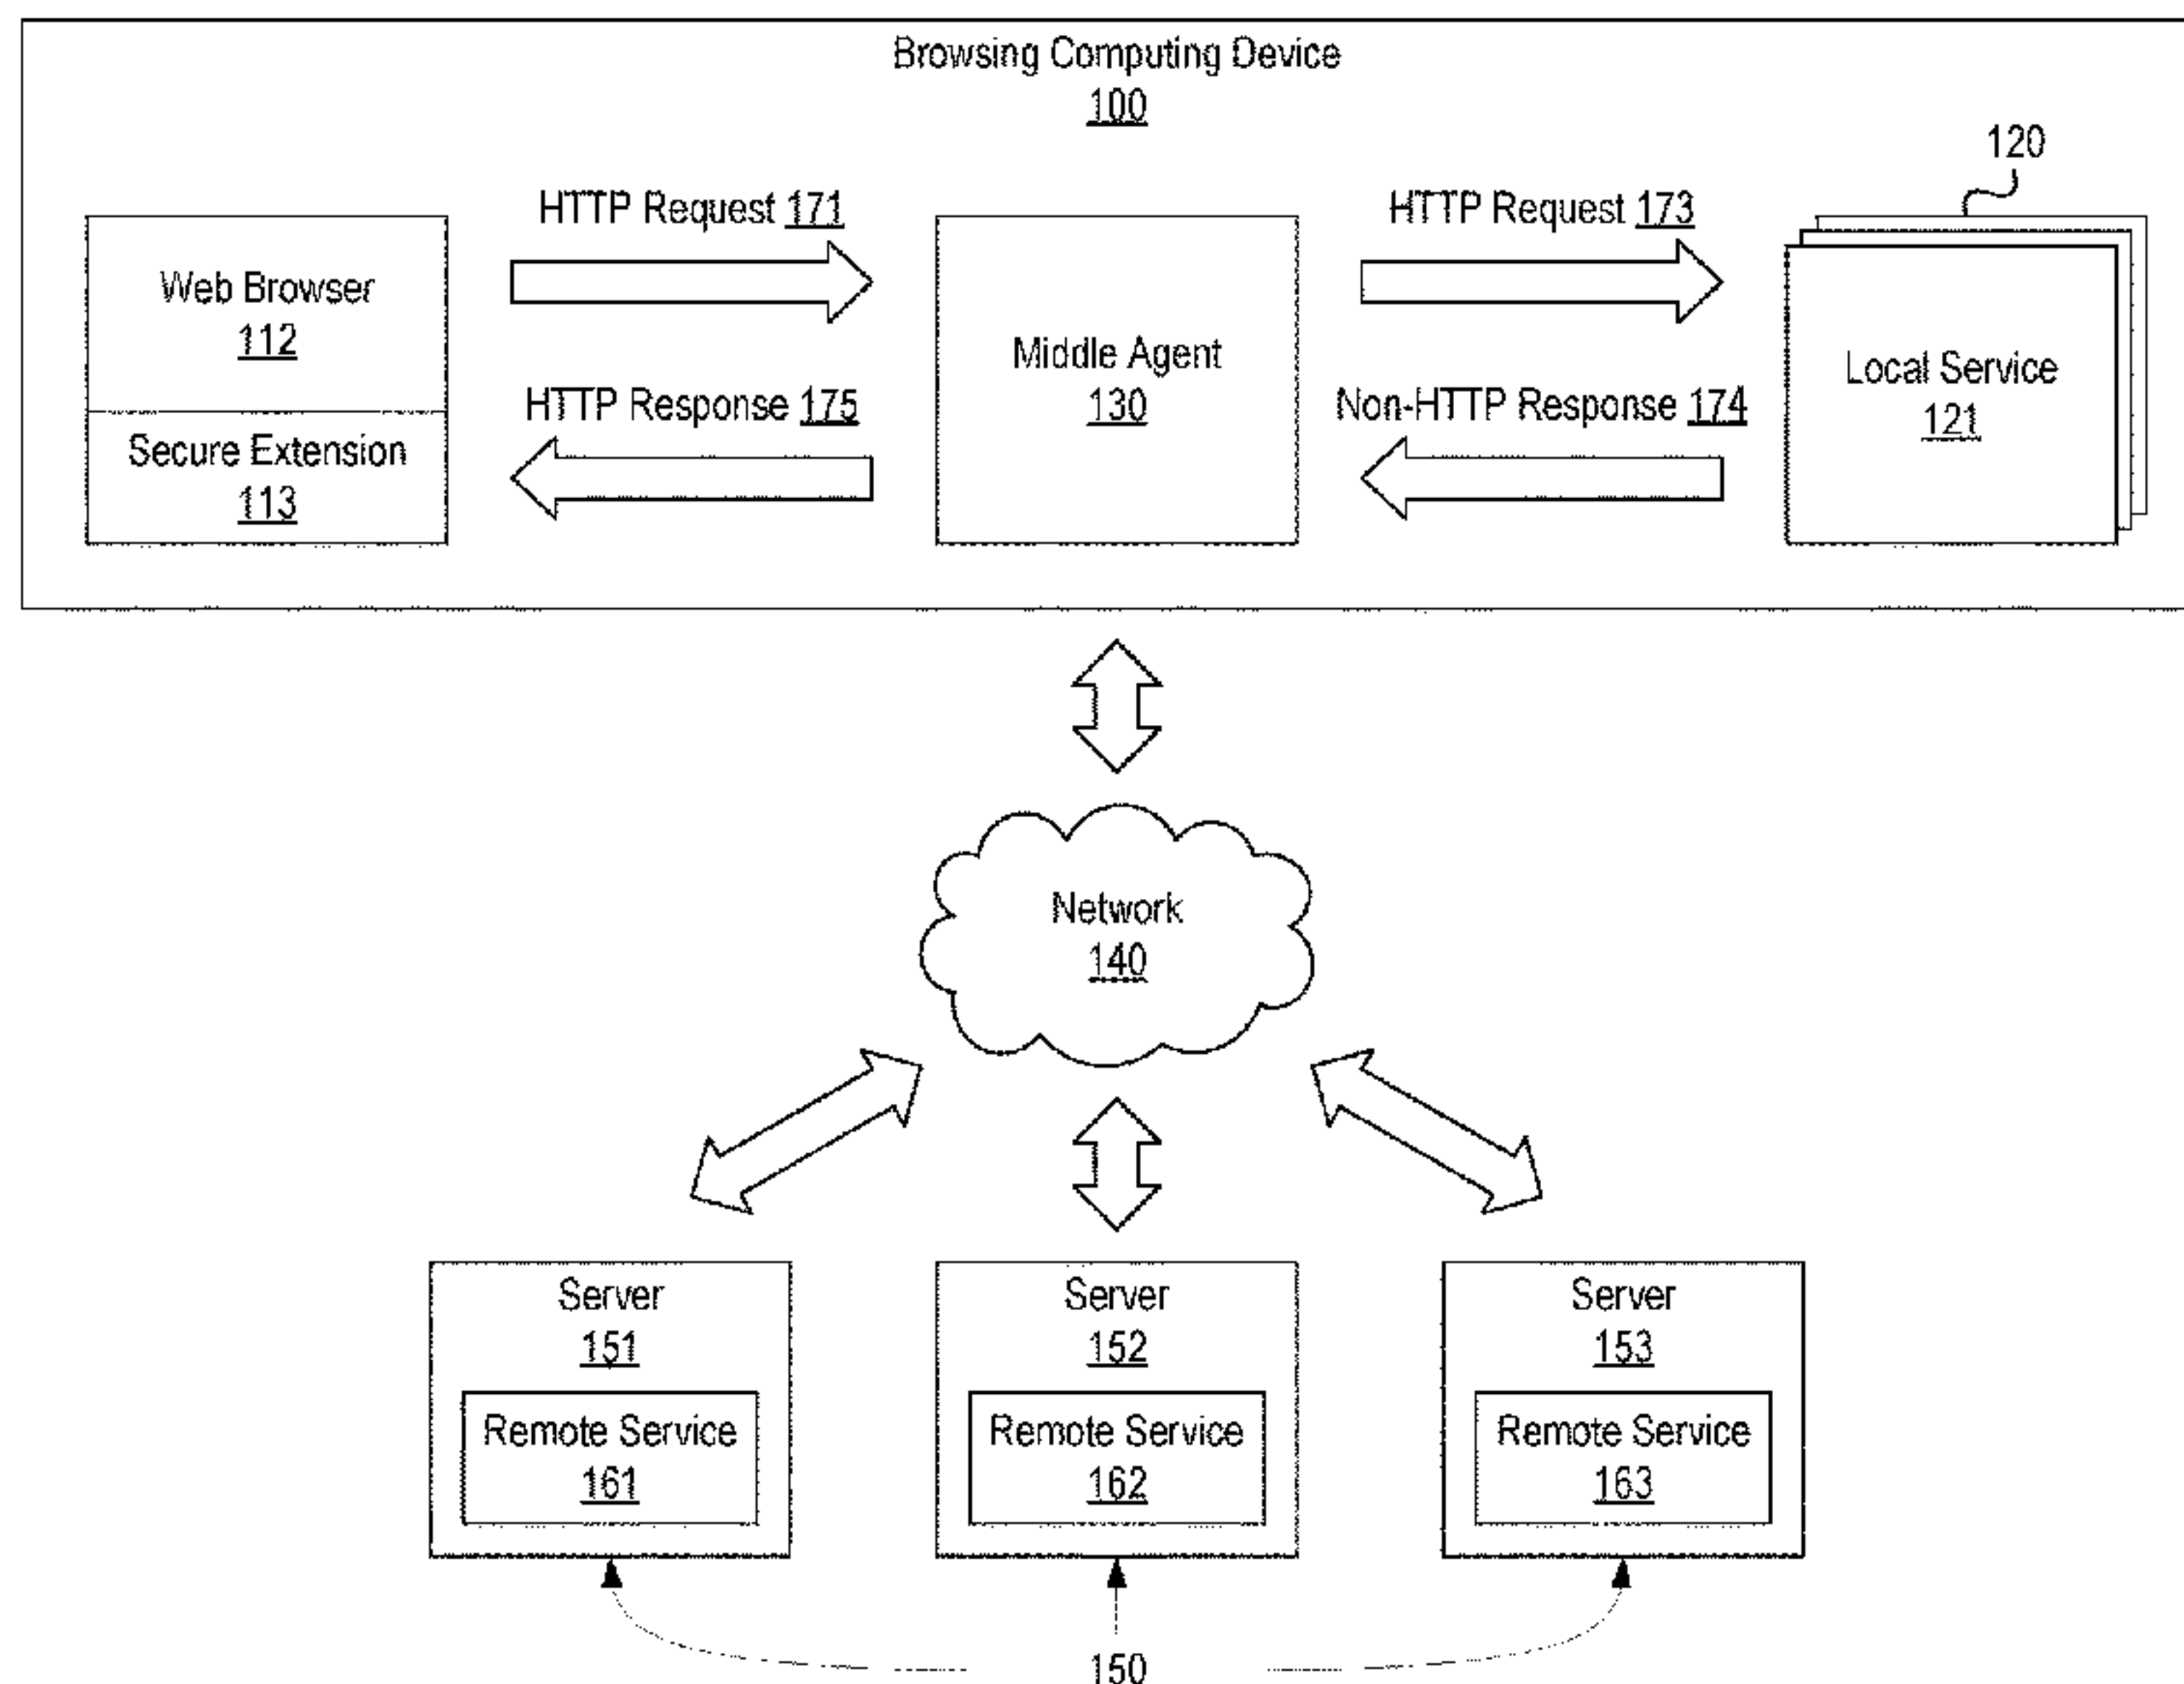 Browsing Computing Device
100
120
HTTP Request 171
HTTP Request 173
Web Browser
112
Middle Agent
130
Local Service
121
HTTP Response 175
Non-HTTP Response 174
Secure Extension
113
Network
140
Server
151
Server
152
Server
153
Remote Service
161
Remote Service
162
Remote Service
163
150